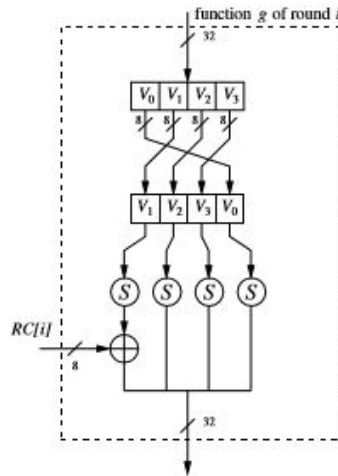 function g of round i
32
V0 V1 V2 V3
8 8 8 8
V1 V2 V3 V0
S S S S
RC[i]
8
32